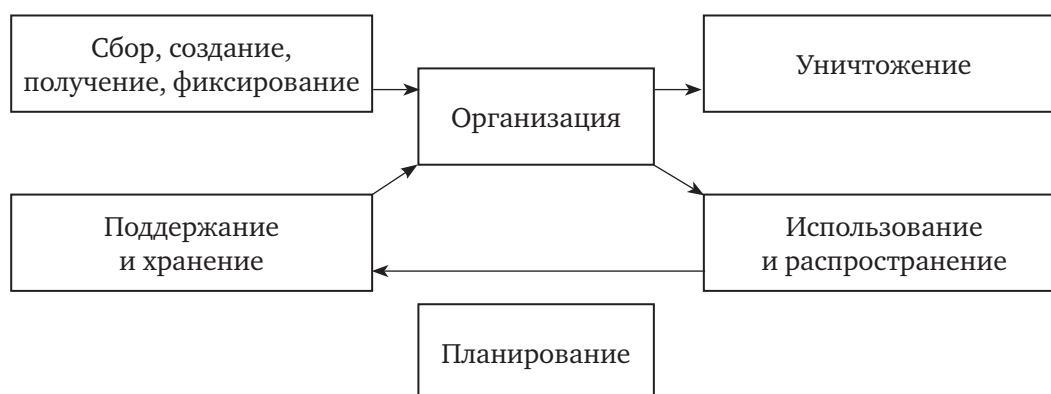 Сбор, создание,
получение, фиксирование
Уничтожение
Организация
Поддержание
и хранение
Использование
и распространение
Планирование